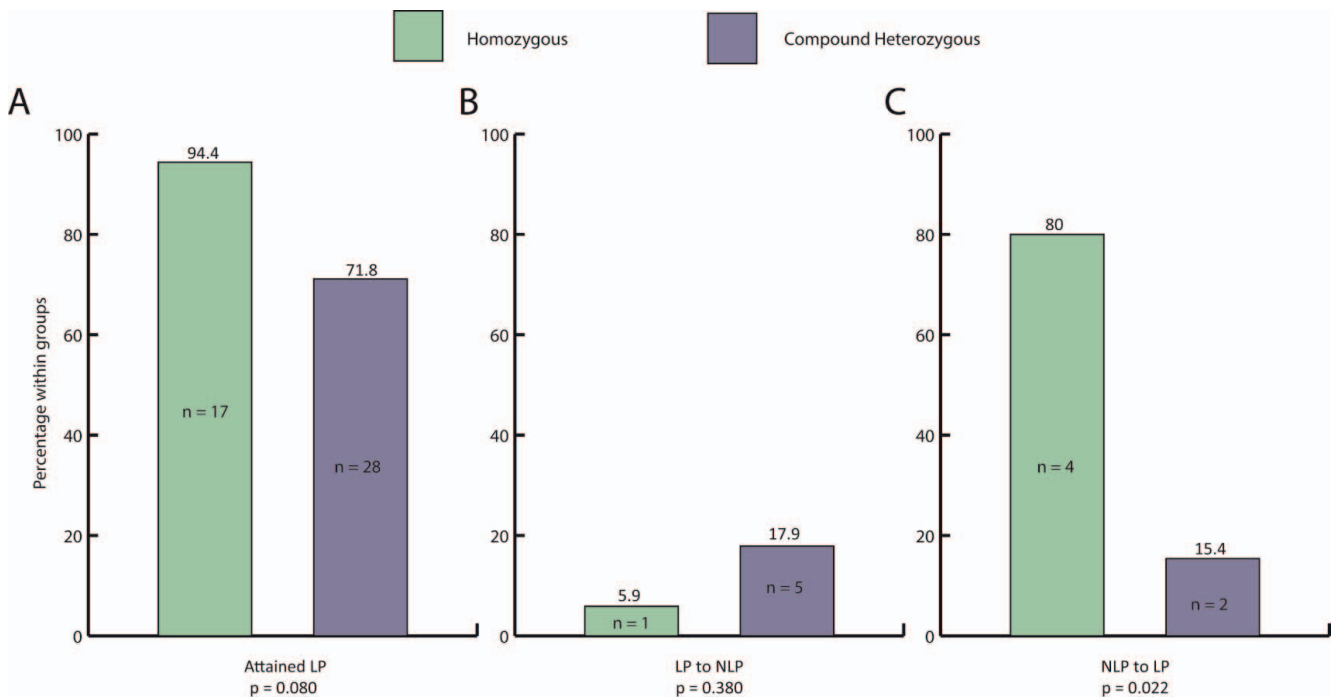 Homozygous
Compound Heterozygous
A
Percentage within groups
100
80
60
40
20
0
94.4
n = 17
71.8
n = 28
Attained LP
p = 0.080
B
100
80
60
40
20
0
5.9
n = 1
17.9
n = 5
LP to NLP
p = 0.380
C
100
80
60
40
20
0
80
n = 4
15.4
n = 2
NLP to LP
p = 0.022